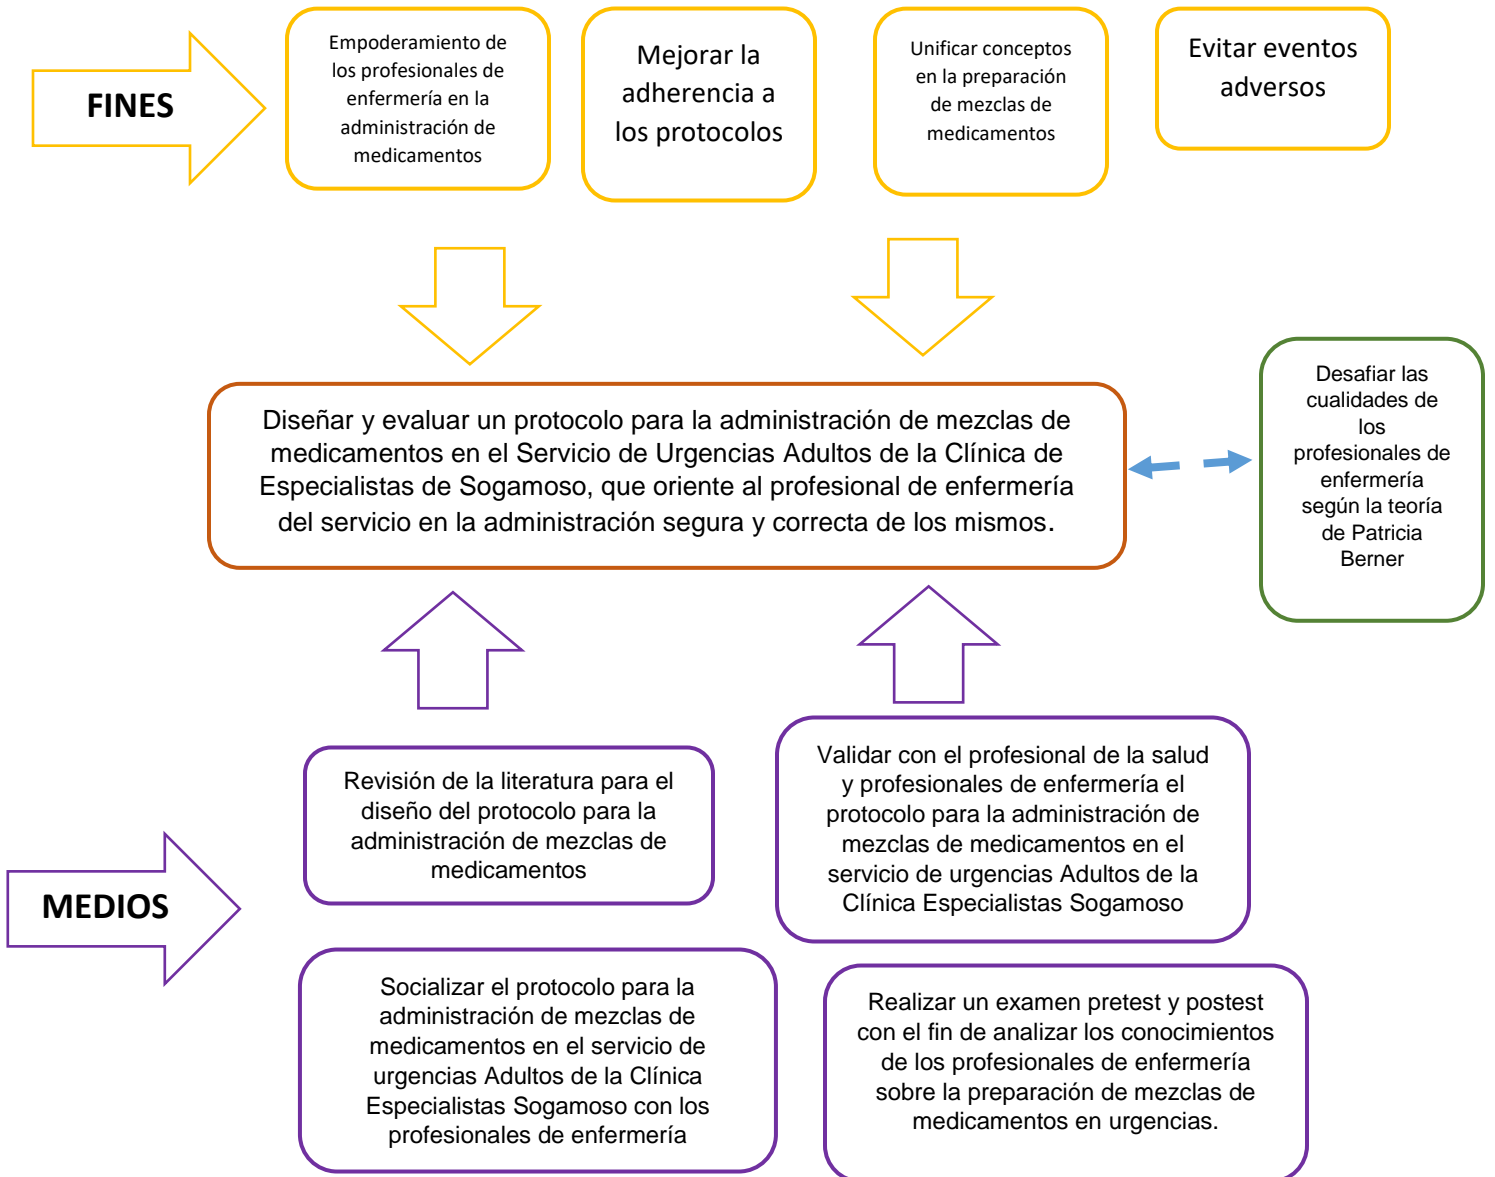 FINES
Empoderamiento de
los profesionales de
enfermería en la
administración de
medicamentos
Mejorar la
adherencia a
los protocolos
Unificar conceptos
en la preparación
de mezclas de
medicamentos
Evitar eventos
adversos
Diseñar y evaluar un protocolo para la administración de mezclas de
medicamentos en el Servicio de Urgencias Adultos de la Clínica de
Especialistas de Sogamoso, que oriente al profesional de enfermería
del servicio en la administración segura y correcta de los mismos.
Desafiar las
cualidades de
los
profesionales de
enfermería
según la teoría
de Patricia
Berner
MEDIOS
Revisión de la literatura para el
diseño del protocolo para la
administración de mezclas de
medicamentos
Validar con el profesional de la salud
y profesionales de enfermería el
protocolo para la administración de
mezclas de medicamentos en el
servicio de urgencias Adultos de la
Clínica Especialistas Sogamoso
Socializar el protocolo para la
administración de mezclas de
medicamentos en el servicio de
urgencias Adultos de la Clínica
Especialistas Sogamoso con los
profesionales de enfermería
Realizar un examen pretest y postest
con el fin de analizar los conocimientos
de los profesionales de enfermería
sobre la preparación de mezclas de
medicamentos en urgencias.